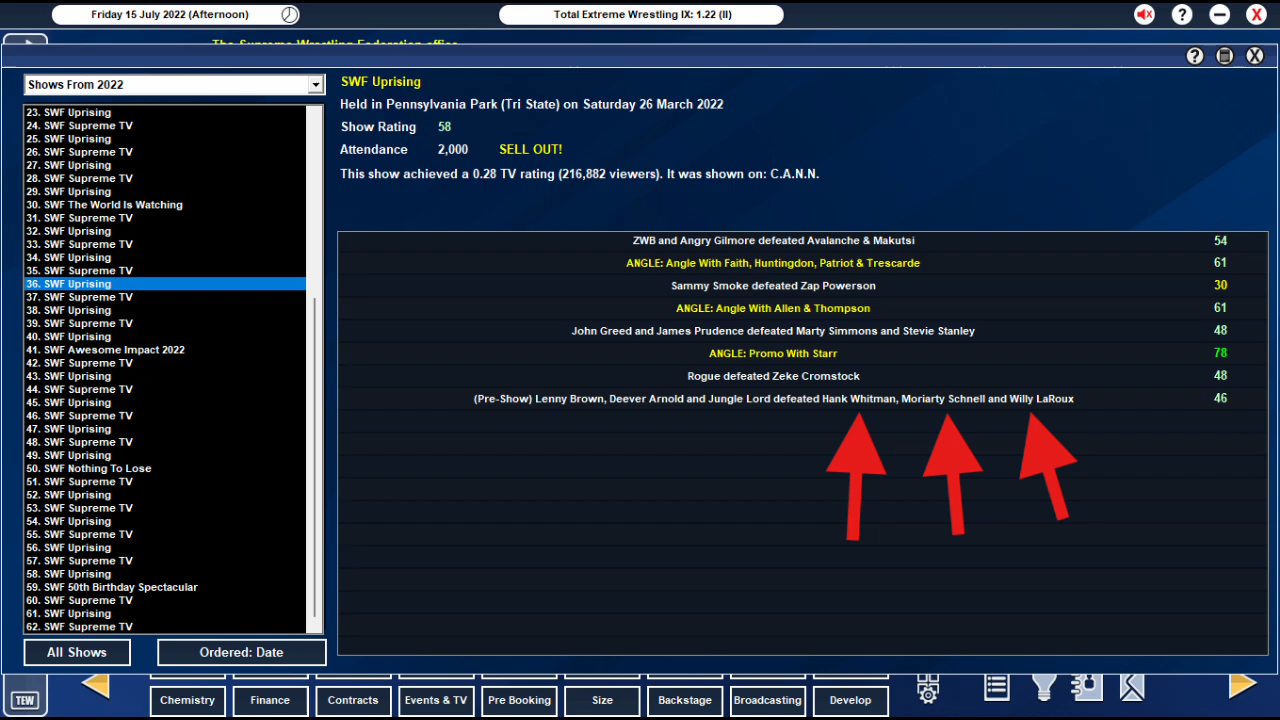 Friday 15 July 2022 (Afternoon)
Total Extreme Wrestling IX: 1.22 (II)
The Supreme Wrestling Federation office
Shows From 2022
23. SWF Uprising
24. SWF Supreme TV
25. SWF Uprising
26. SWF Supreme TV
27. SWF Uprising
28. SWF Supreme TV
29. SWF Uprising
30. SWF The World Is Watching
31. SWF Supreme TV
32. SWF Uprising
33. SWF Supreme TV
34. SWF Uprising
35. SWF Supreme TV
36. SWF Uprising
37. SWF Supreme TV
38. SWF Uprising
39. SWF Supreme TV
40. SWF Uprising
41. SWF Awesome Impact 2022
42. SWF Supreme TV
43. SWF Uprising
44. SWF Supreme TV
45. SWF Uprising
46. SWF Supreme TV
47. SWF Uprising
48. SWF Supreme TV
49. SWF Uprising
50. SWF Nothing To Lose
51. SWF Supreme TV
52. SWF Uprising
53. SWF Supreme TV
54. SWF Uprising
55. SWF Supreme TV
56. SWF Uprising
57. SWF Supreme TV
58. SWF Uprising
59. SWF 50th Birthday Spectacular
60. SWF Supreme TV
61. SWF Uprising
62. SWF Supreme TV
All Shows
Ordered: Date
SWF Uprising
Held in Pennsylvania Park (Tri State) on Saturday 26 March 2022
Show Rating 58
Attendance 2,000 SELL OUT!
This show achieved a 0.28 TV rating (216,882 viewers). It was shown on: C.A.N.N.
ZWB and Angry Gilmore defeated Avalanche & Makutsi 54
ANGLE: Angle With Faith, Huntingdon, Patriot & Trescarde 61
Sammy Smoke defeated Zap Powerson 30
ANGLE: Angle With Allen & Thompson 61
John Greed and James Prudence defeated Marty Simmons and Stevie Stanley 48
ANGLE: Promo With Starr 78
Rogue defeated Zeke Cromstock 48
(Pre-Show) Lenny Brown, Deever Arnold and Jungle Lord defeated Hank Whitman, Moriarty Schnell and Willy LaRoux 46
TEW
Chemistry
Finance
Contracts
Events & TV
Pre Booking
Size
Backstage
Broadcasting
Develop